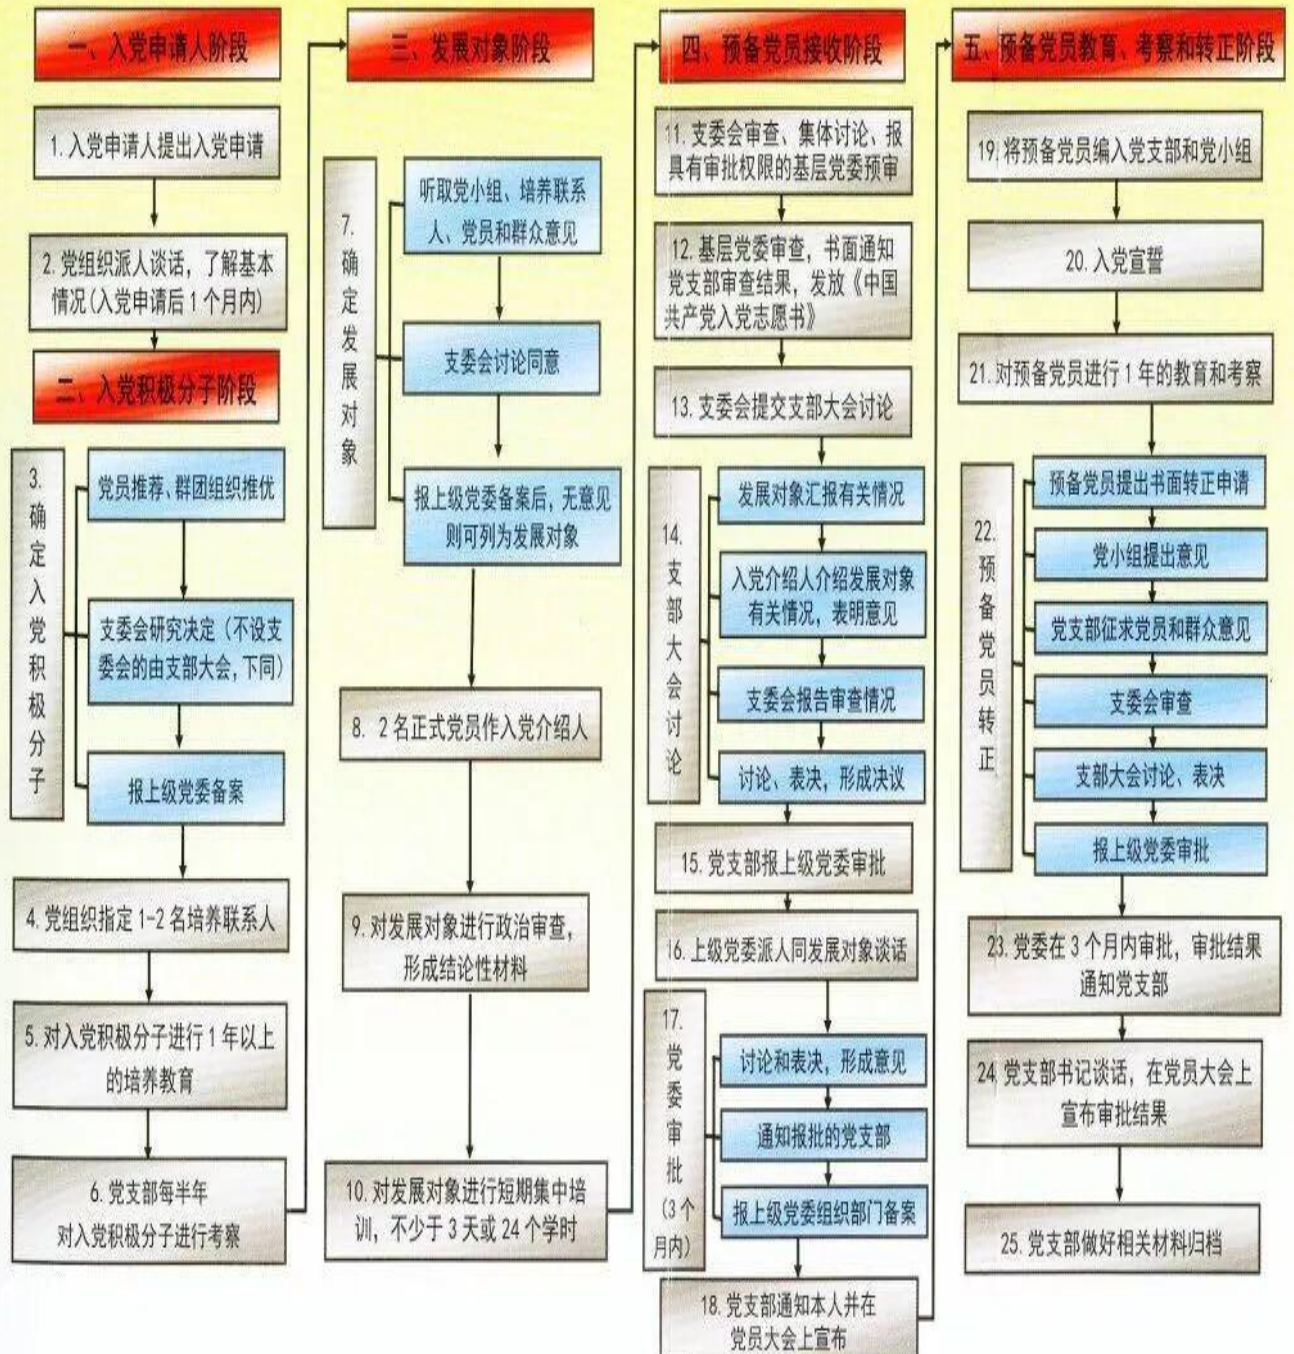 一、入党申请人阶段
1. 入党申请人提出入党申请
2. 党组织派人谈话，了解基本
情况(入党申请后1个月内)
二、入党积极分子阶段
3.
确
定
入
党
积
极
分
子
党员推荐、群团组织推优
支委会研究决定（不设支
委会的由支部大会,下同）
报上级党委备案
4. 党组织指定1-2名培养联系人
5. 对入党积极分子进行1年以上
的培养教育
6. 党支部每半年
对入党积极分子进行考察
三、发展对象阶段
7.
确
定
发
展
对
象
听取党小组、培养联系
人、党员和群众意见
支委会讨论同意
报上级党委备案后，无意见
则可列为发展对象
8. 2名正式党员作入党介绍人
9. 对发展对象进行政治审查，
形成结论性材料
10. 对发展对象进行短期集中培
训，不少于3天或24个学时
四、预备党员接收阶段
11. 支委会审查、集体讨论、报
具有审批权限的基层党委预审
12. 基层党委审查，书面通知
党支部审查结果，发放《中国
共产党入党志愿书》
13. 支委会提交支部大会讨论
14.
支
部
大
会
讨
论
发展对象汇报有关情况
入党介绍人介绍发展对象
有关情况，表明意见
支委会报告审查情况
讨论、表决，形成决议
15. 党支部报上级党委审批
16. 上级党委派人同发展对象谈话
17.
党
委
审
批
(3个
月内)
讨论和表决，形成意见
通知报批的党支部
报上级党委组织部门备案
18. 党支部通知本人并在
党员大会上宣布
五、预备党员教育、考察和转正阶段
19. 将预备党员编入党支部和党小组
20. 入党宣誓
21. 对预备党员进行1年的教育和考察
22.
预
备
党
员
转
正
预备党员提出书面转正申请
党小组提出意见
党支部征求党员和群众意见
支委会审查
支部大会讨论、表决
报上级党委审批
23. 党委在3个月内审批，审批结果
通知党支部
24. 党支部书记谈话，在党员大会上
宣布审批结果
25. 党支部做好相关材料归档